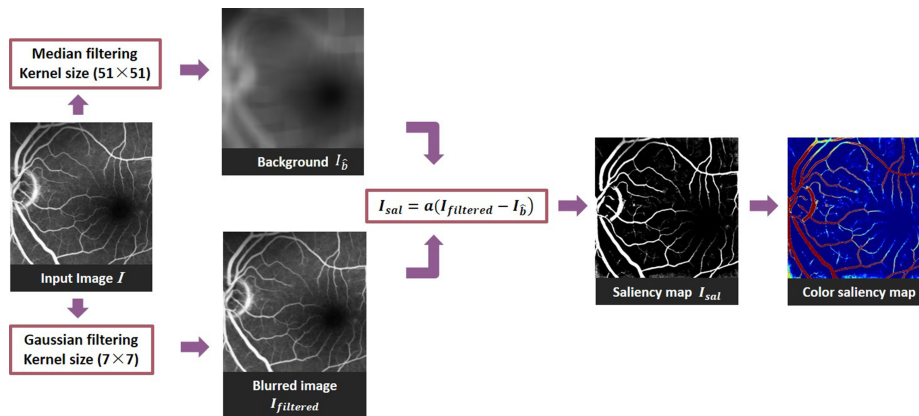 Median filtering
Kernel size (51×51)
Background I_b̂
Input Image I
I_sal = a(I_filtered − I_b̂)
Saliency map I_sal
Color saliency map
Gaussian filtering
Kernel size (7×7)
Blurred image
I_filtered